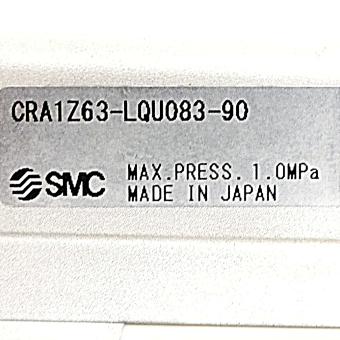 CRA1Z63-LQU083-90
SMC MAX.PRESS. 1.0MPa
MADE IN JAPAN